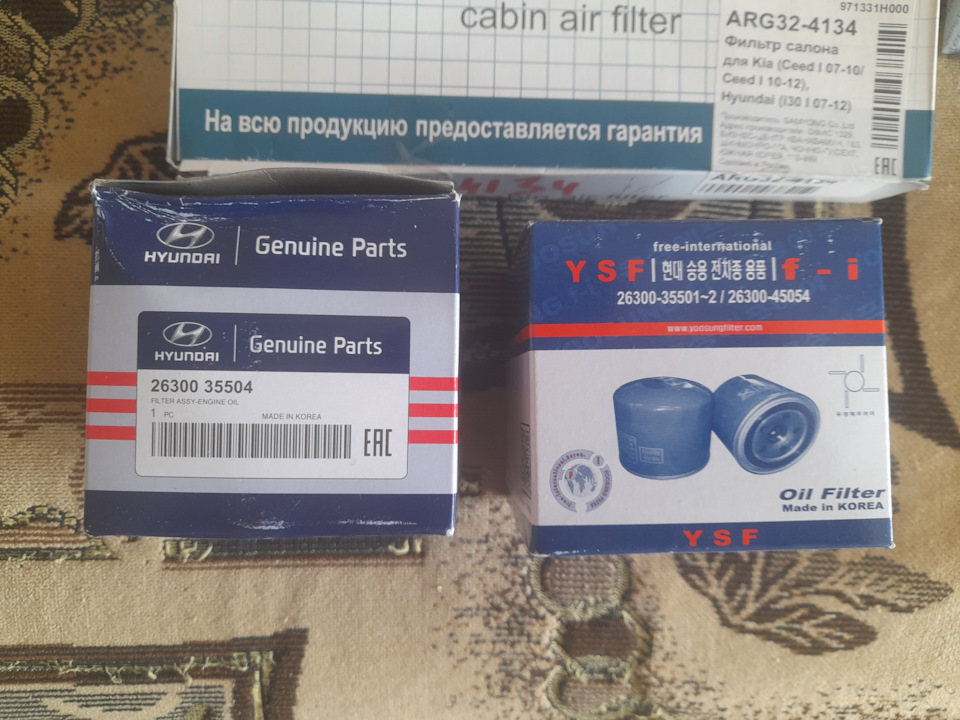 cabin air filter
971331H000
ARG32-4134
Фильтр салона
для Kia (Ceed I 07-10/
Ceed I 10-12),
Hyundai (i30 I 07-12)
На всю продукцию предоставляется гарантия
EAC
4134
ARG32-4134
HYUNDAI
Genuine Parts
HYUNDAI
Genuine Parts
26300 35504
FILTER ASSY-ENGINE OIL
1 PC
MADE IN KOREA
EAC
free-international
YSF | 현대 승용 전차종 용품 | f-i
26300-35501~2 / 26300-45054
www.yoosungfilter.com
Oil Filter
Made in KOREA
YSF